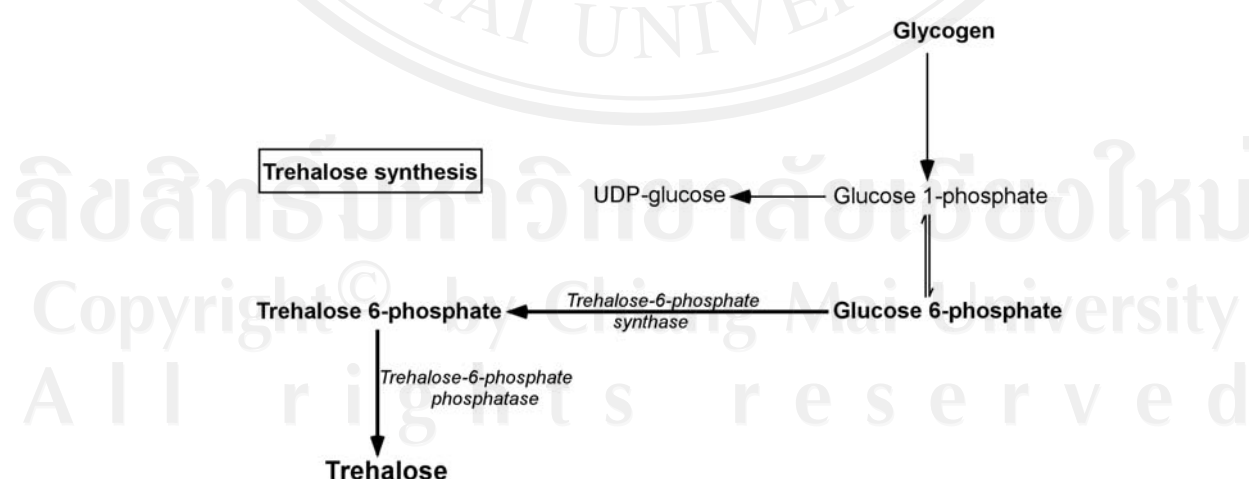 MAI UNIVE
Glycogen
Trehalose synthesis
UDP-glucose
Glucose 1-phosphate
ลิขสิทธิ์มหาวิทยาลัยเชียงใหม่
Copyright© by Chiang Mai University
Trehalose 6-phosphate
Trehalose-6-phosphate
synthase
Glucose 6-phosphate
All rights reserved
Trehalose-6-phosphate
phosphatase
Trehalose